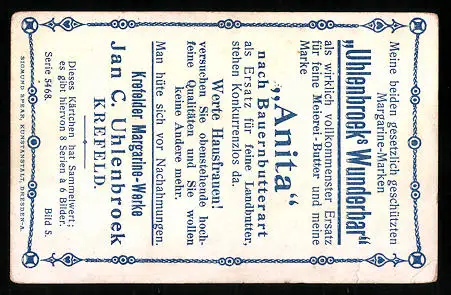 Meine beiden gesetzlich geschützten
Margarine-Marken
„Uhlenbroek's Wunderbar"
als wirklich vollkommenster Ersatz
für feine Meierei-Butter und meine
Marke
„Anita"
nach Bauernbutterart
als Ersatz für feine Landbutter,
stehen Konkurrenzlos da.
Werte Hausfrauen!
versuchen Sie obenstehende hoch-
feine Qualitäten und Sie wollen
keine Andere mehr.
Man hüte sich vor Nachahmungen.
Krefelder Margarine-Werke
Jan C. Uhlenbroek
KREFELD.
Dieses Kärtchen hat Sammelwert;
es gibt hiervon 8 Serien à 6 Bilder.
Serie 5468. Bild 5.
SIGMUND SPEAR, KUNSTANSTALT, DRESDEN-A.